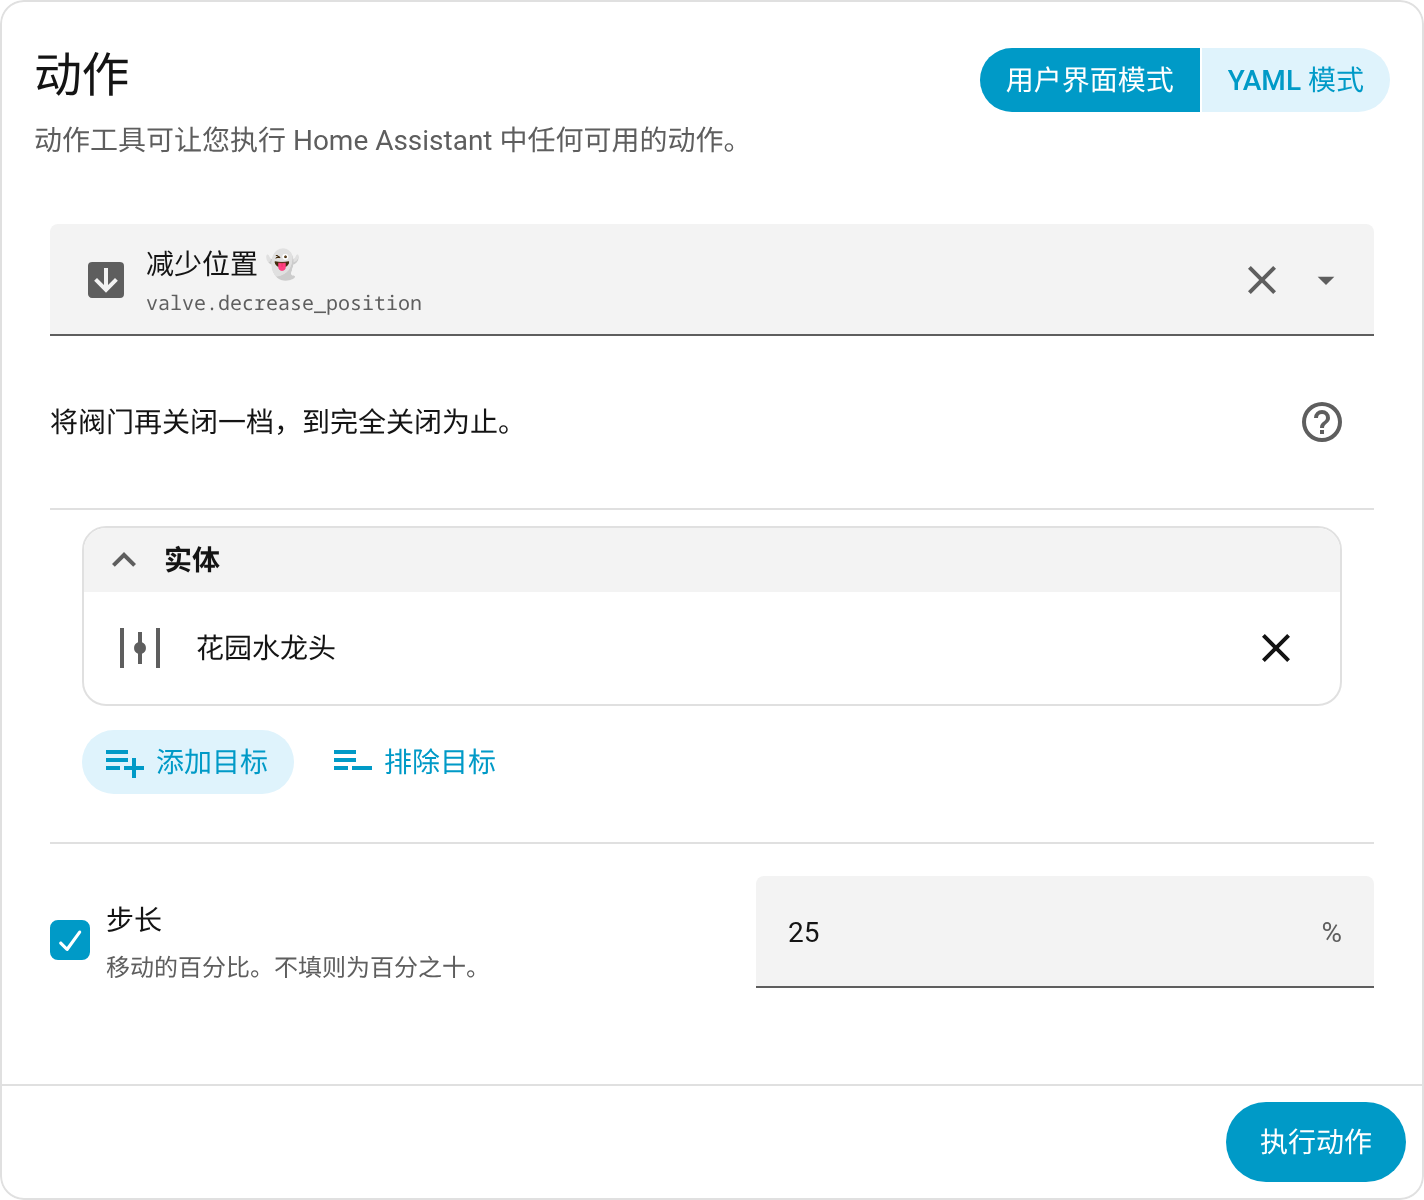 动作
用户界面模式
YAML 模式
动作工具可让您执行 Home Assistant 中任何可用的动作。
减少位置 👻
valve.decrease_position
将阀门再关闭一档，到完全关闭为止。
实体
花园水龙头
添加目标
排除目标
步长
移动的百分比。不填则为百分之十。
25
%
执行动作